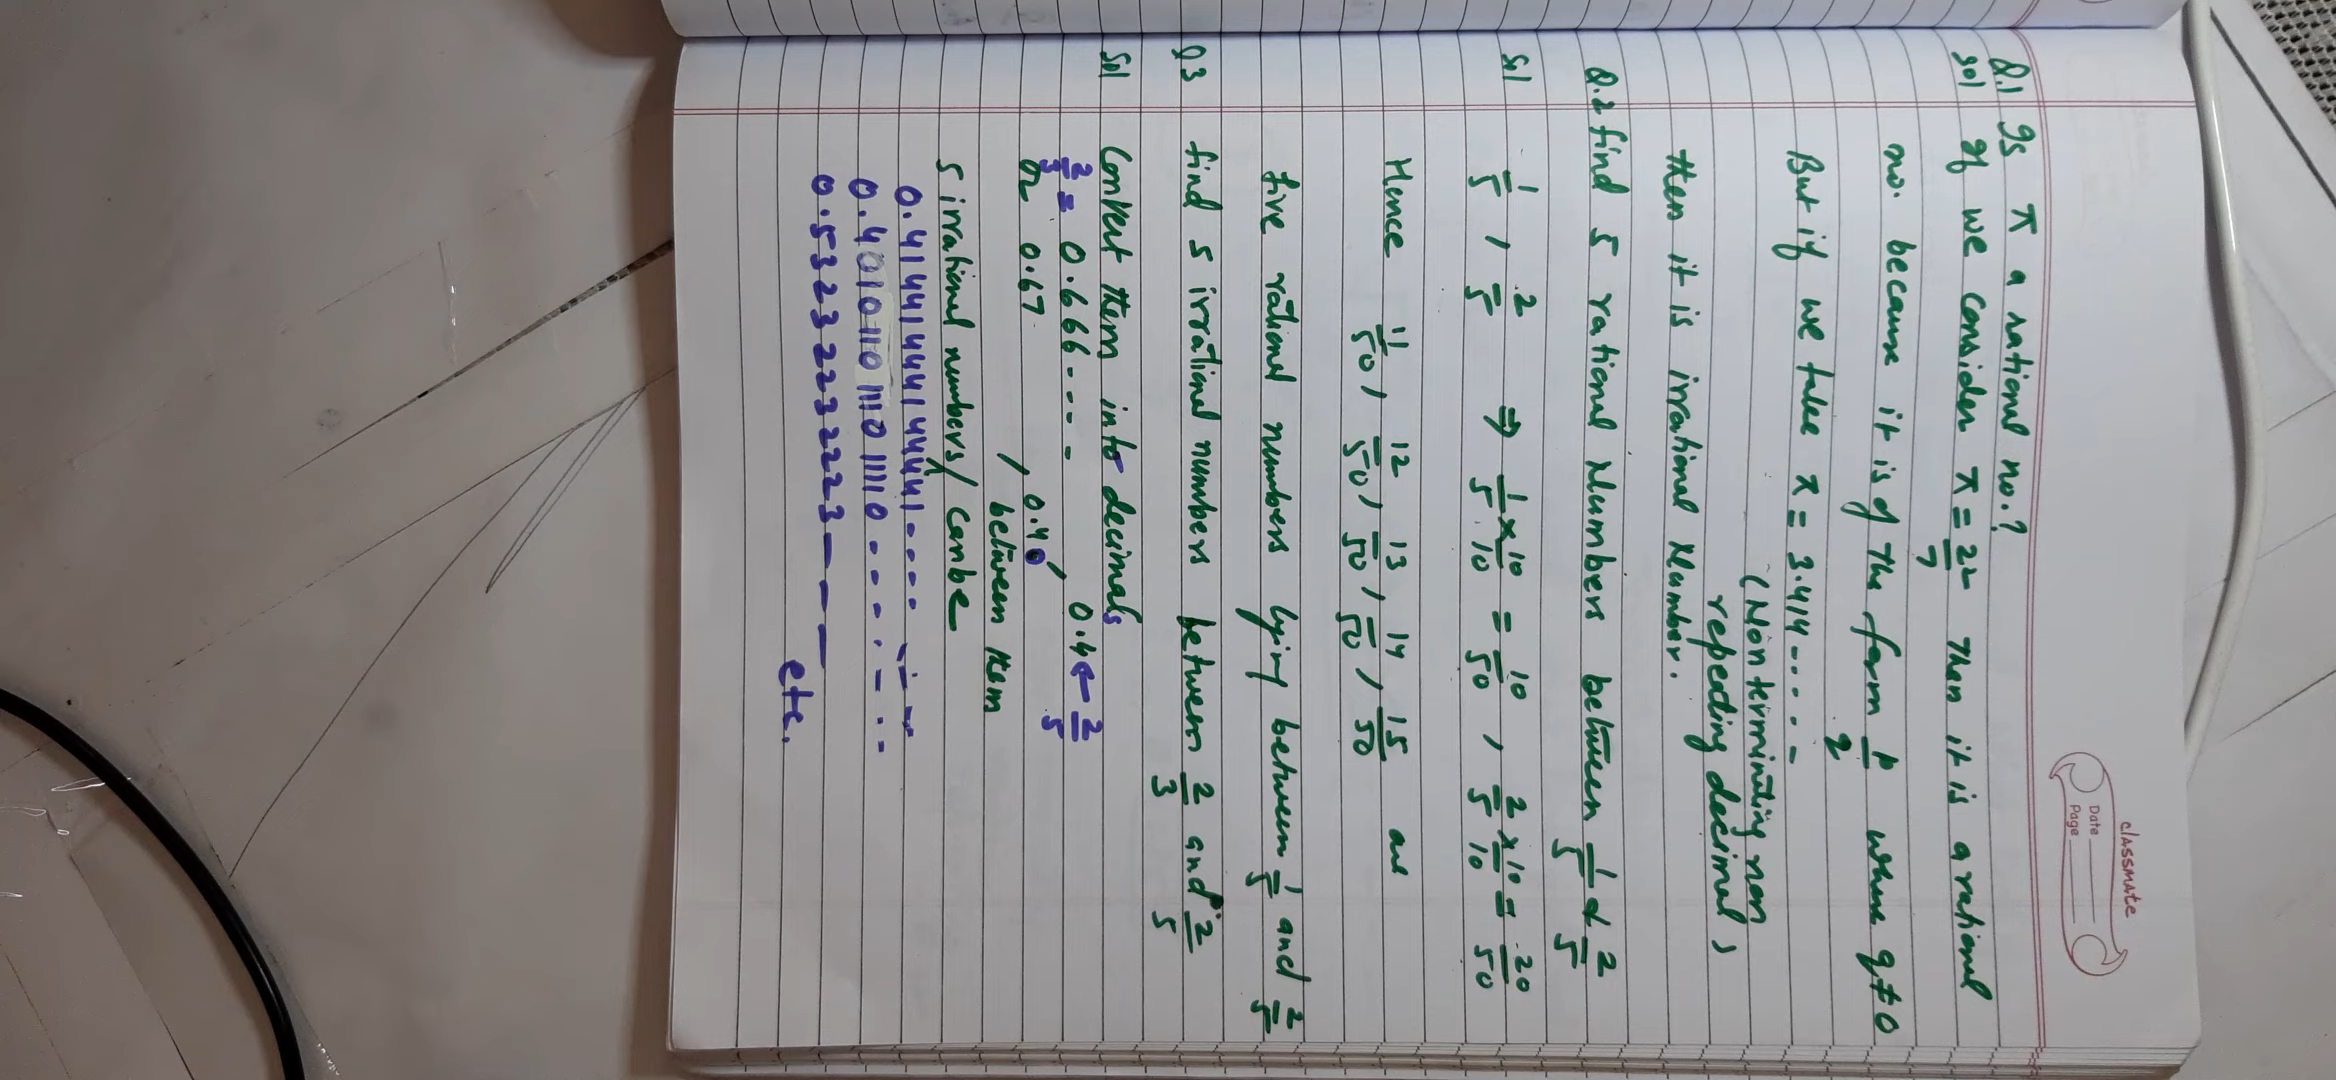 classmate
Date
Page
Q.1 Is π a rational no.?
Sol If we consider π = 22/7 Then it is a rational
no. because it is of the form p/q where q≠0
But if we take π = 3.414-----
(Non terminating non
repeating decimal)
then it is irrational Number.
Q.2 find 5 rational Numbers between 1/5 & 2/5
Sol 1/5 , 2/5 ⇒ 1/5 × 10/10 = 10/50 , 2/5 × 10/10 = 20/50
Hence 11/50, 12/50, 13/50, 14/50, 15/50 are
five rational numbers lying between 1/5 and 2/5
Q3 find 5 irrational numbers between 2/3 and 2/5
Sol Convert them into decimals
2/3 = 0.666---- , 0.4 ← 2/5
or 0.67 , 0.40
between them
5 irrational numbers / can be
0.41441444144441-------
0.4010110111011110-------
0.53232232223----
etc.